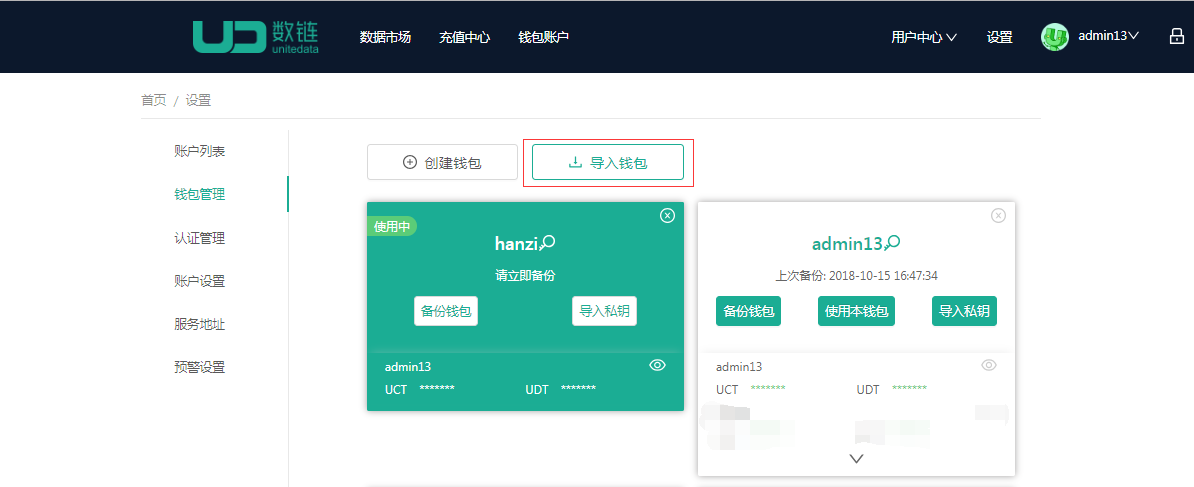 数链
unitedata
数据市场 充值中心 钱包账户 用户中心 设置 admin13
首页 / 设置
账户列表
钱包管理
认证管理
账户设置
服务地址
预警设置
创建钱包 导入钱包
使用中
hanzi
请立即备份
备份钱包 导入私钥
admin13
UCT ******* UDT *******
admin13
上次备份: 2018-10-15 16:47:34
备份钱包 使用本钱包 导入私钥
admin13
UCT ******* UDT *******